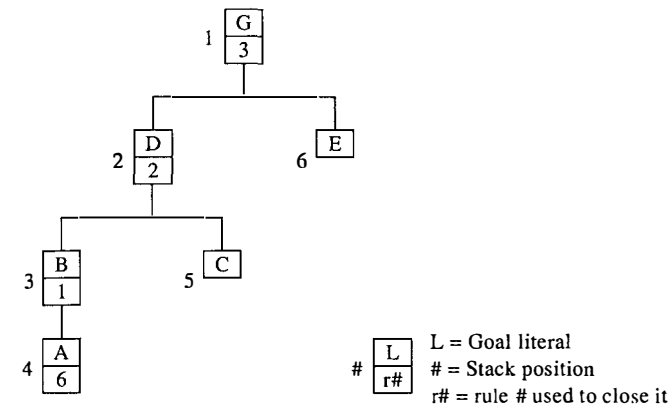 1 G
3
2 D 6 E
2
3 B 5 C
1
4 A
6
# L L = Goal literal
r# # = Stack position
r# = rule # used to close it